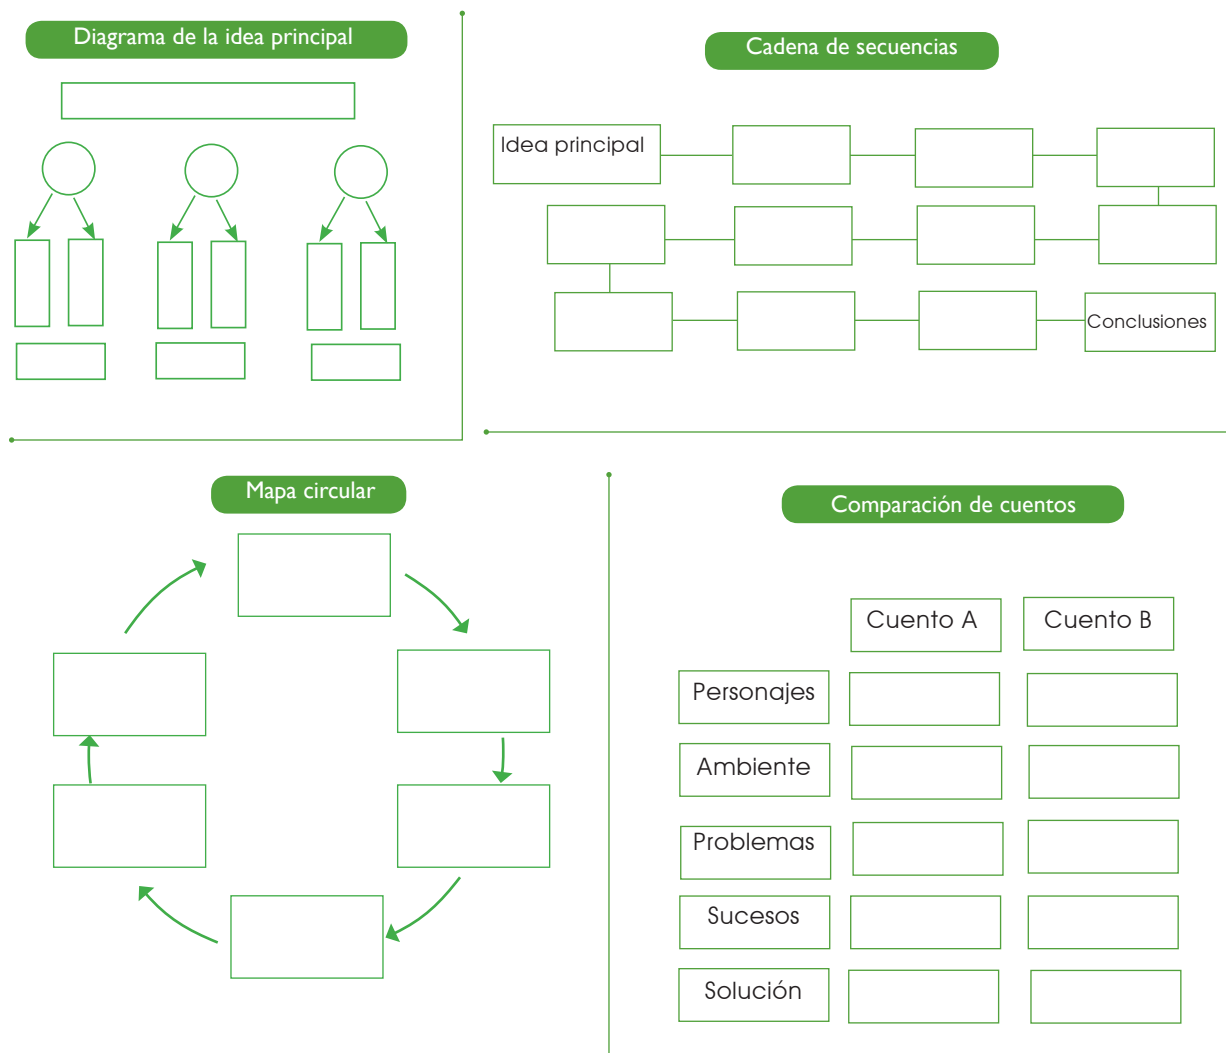 Diagrama de la idea principal
Cadena de secuencias
Idea principal
Conclusiones
Mapa circular
Comparación de cuentos
Cuento A
Cuento B
Personajes
Ambiente
Problemas
Sucesos
Solución